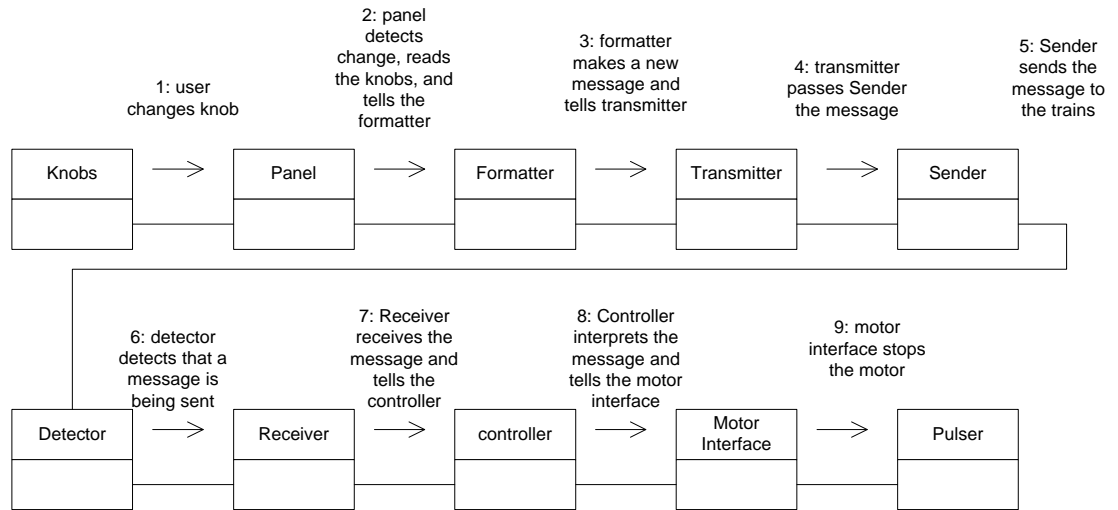 1: user
changes knob
2: panel
detects
change, reads
the knobs, and
tells the
formatter
3: formatter
makes a new
message and
tells transmitter
4: transmitter
passes Sender
the message
5: Sender
sends the
message to
the trains
Knobs
Panel
Formatter
Transmitter
Sender
6: detector
detects that a
message is
being sent
7: Receiver
receives the
message and
tells the
controller
8: Controller
interprets the
message and
tells the motor
interface
9: motor
interface stops
the motor
Detector
Receiver
controller
Motor
Interface
Pulser